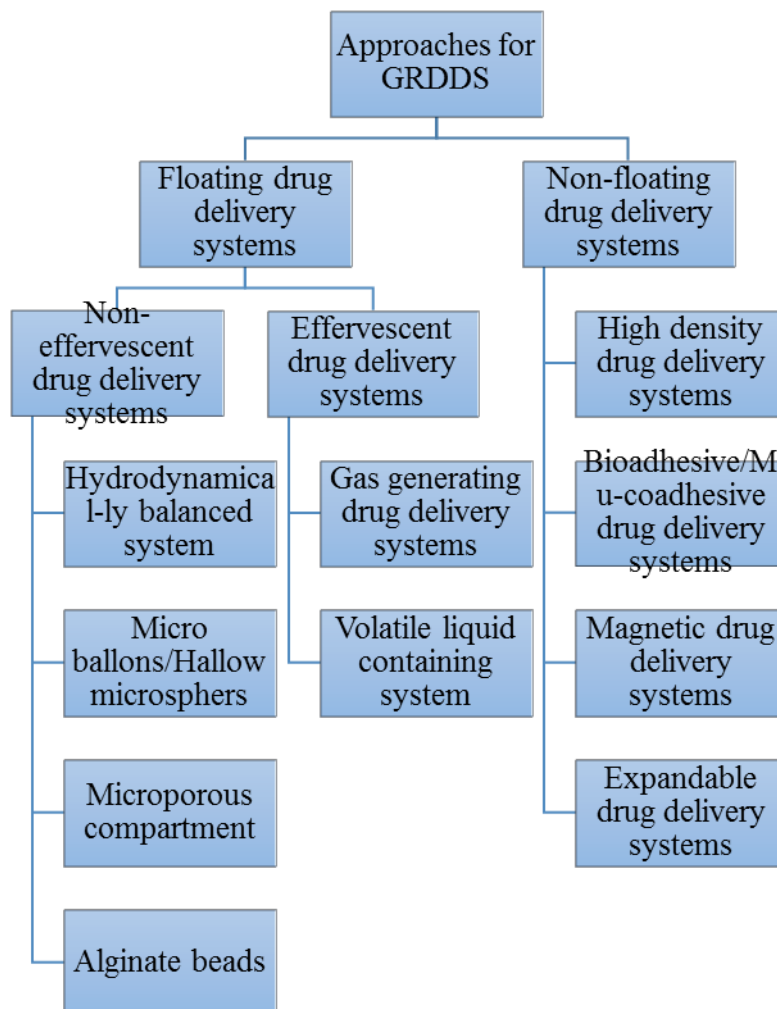 Approaches for
GRDDS
Floating drug
delivery
systems
Non-floating
drug delivery
systems
Non-
effervescent
drug delivery
systems
Effervescent
drug delivery
systems
High density
drug delivery
systems
Hydrodynamica
l-ly balanced
system
Gas generating
drug delivery
systems
Bioadhesive/M
u-coadhesive
drug delivery
systems
Micro
ballons/Hallow
microsphers
Volatile liquid
containing
system
Magnetic drug
delivery
systems
Microporous
compartment
Expandable
drug delivery
systems
Alginate beads